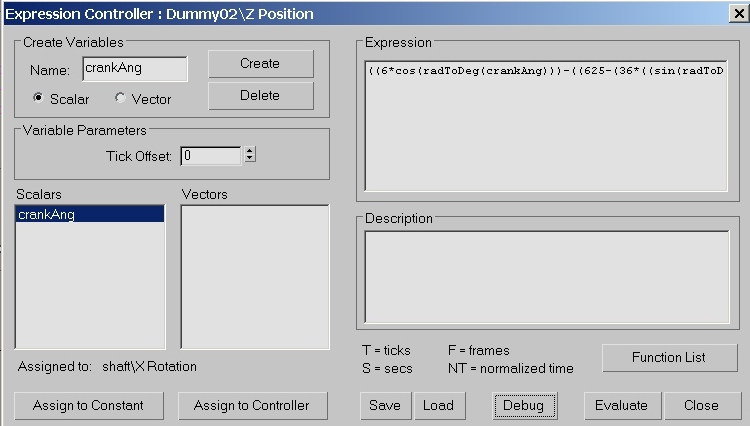 Expression Controller : Dummy02\Z Position
Create Variables
Name: crankAng
Create
Scalar Vector
Delete
Variable Parameters
Tick Offset: 0
Scalars Vectors
crankAng
Assigned to: shaft\X Rotation
Assign to Constant Assign to Controller
Expression
((6*cos(radToDeg(crankAng)))-((625-(36*((sin(radToD
Description
T = ticks F = frames
S = secs NT = normalized time
Function List
Save Load Debug Evaluate Close